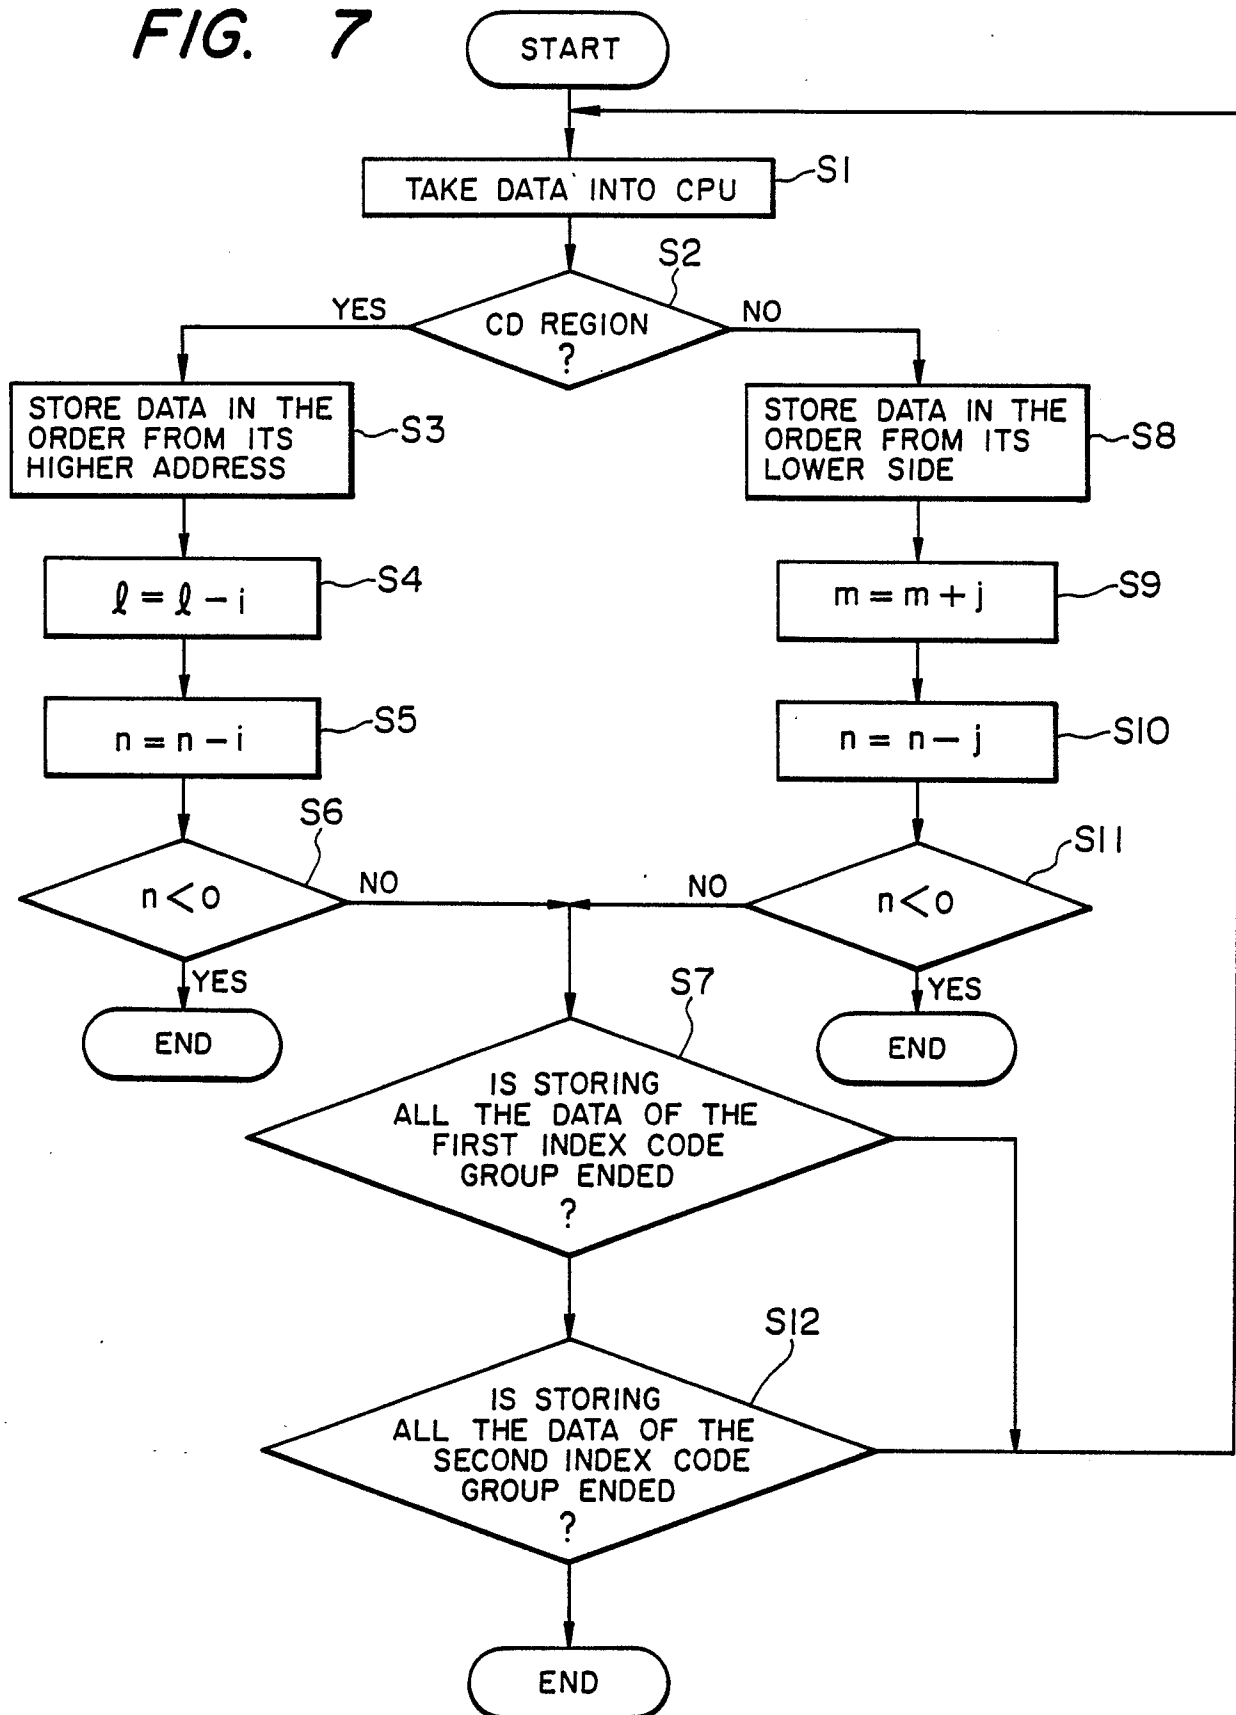 FIG. 7
START
TAKE DATA INTO CPU
S1
S2
YES
CD REGION
?
NO
STORE DATA IN THE
ORDER FROM ITS
HIGHER ADDRESS
S3
STORE DATA IN THE
ORDER FROM ITS
LOWER SIDE
S8
ℓ = ℓ - i
S4
m = m + j
S9
n = n - i
S5
n = n - j
S10
S6
n < o
NO
YES
END
S11
NO
n < o
YES
END
S7
IS STORING
ALL THE DATA OF THE
FIRST INDEX CODE
GROUP ENDED
?
S12
IS STORING
ALL THE DATA OF THE
SECOND INDEX CODE
GROUP ENDED
?
END